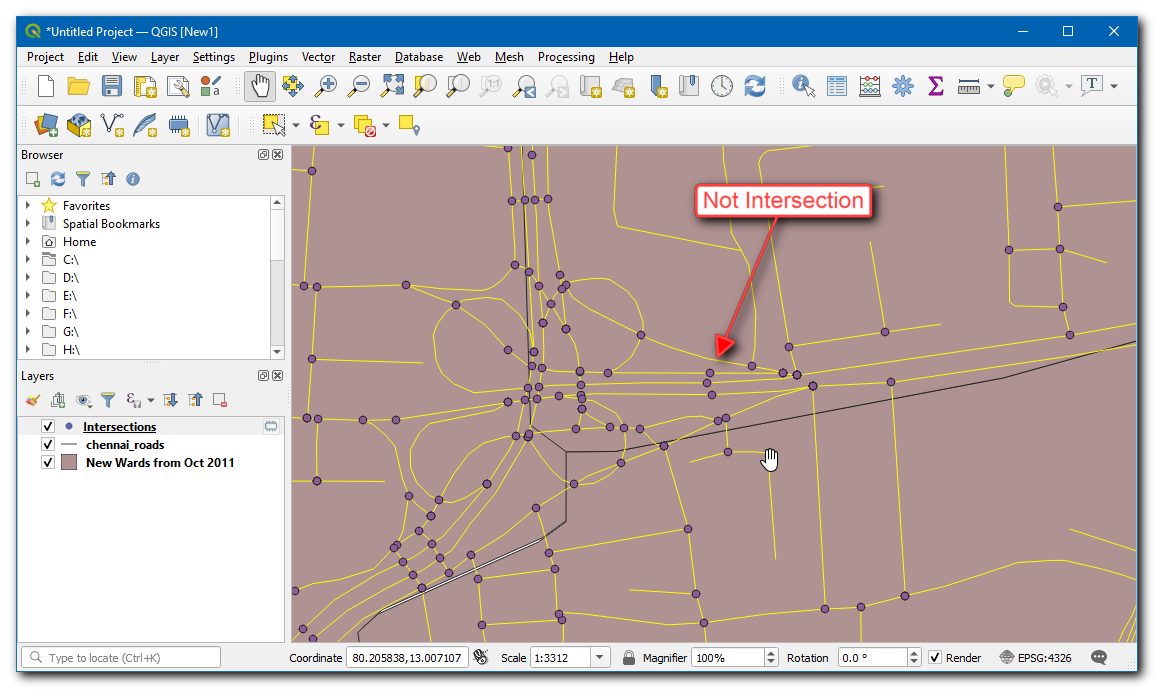 *Untitled Project — QGIS [New1]
Project Edit View Layer Settings Plugins Vector Raster Database Web Mesh Processing Help
1:1
a
T
Browser
Favorites
Spatial Bookmarks
Home
C:\
D:\
E:\
F:\
G:\
H:\
Layers
Intersections
chennai_roads
New Wards from Oct 2011
Not Intersection
Type to locate (Ctrl+K)
Coordinate 80.205838,13.007107 Scale 1:3312 Magnifier 100% Rotation 0.0 ° Render EPSG:4326